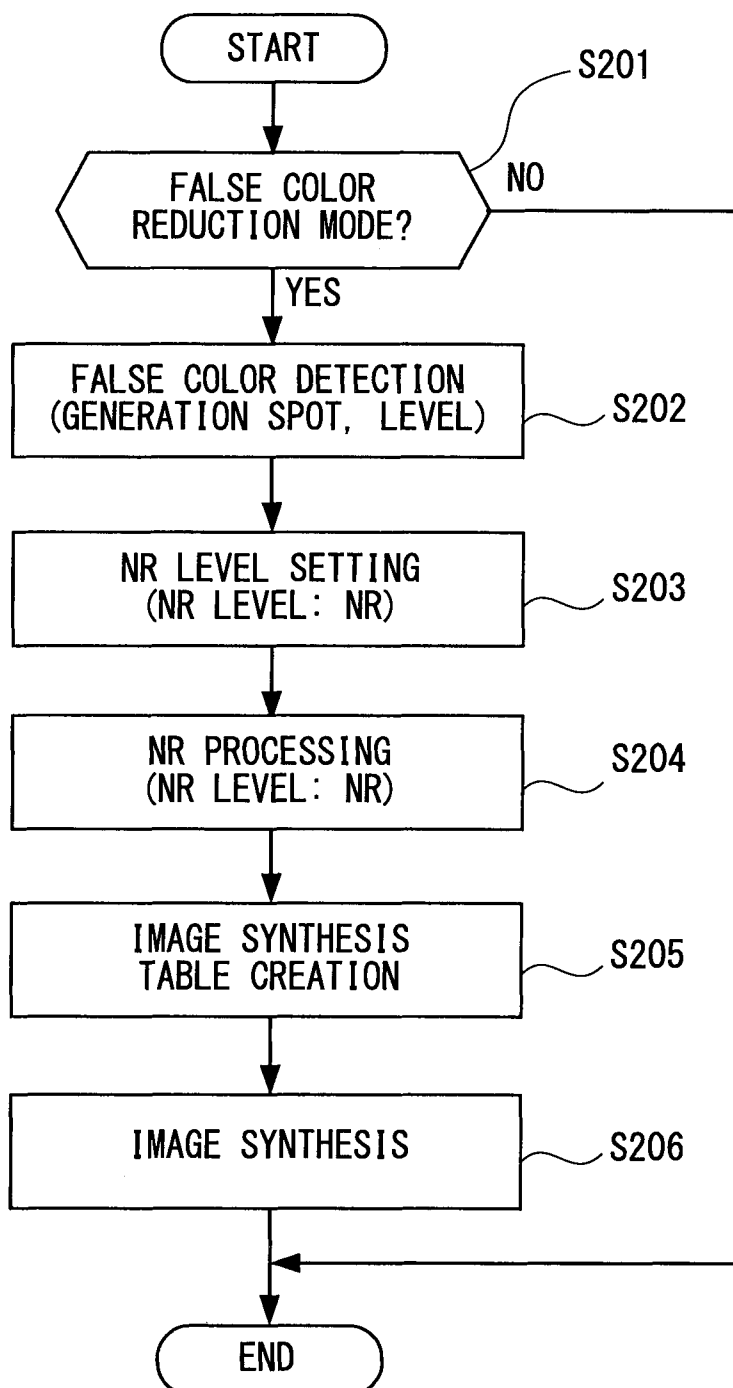 START
S201
FALSE COLOR
REDUCTION MODE?
NO
YES
FALSE COLOR DETECTION
(GENERATION SPOT, LEVEL)
S202
NR LEVEL SETTING
(NR LEVEL: NR)
S203
NR PROCESSING
(NR LEVEL: NR)
S204
IMAGE SYNTHESIS
TABLE CREATION
S205
IMAGE SYNTHESIS
S206
END